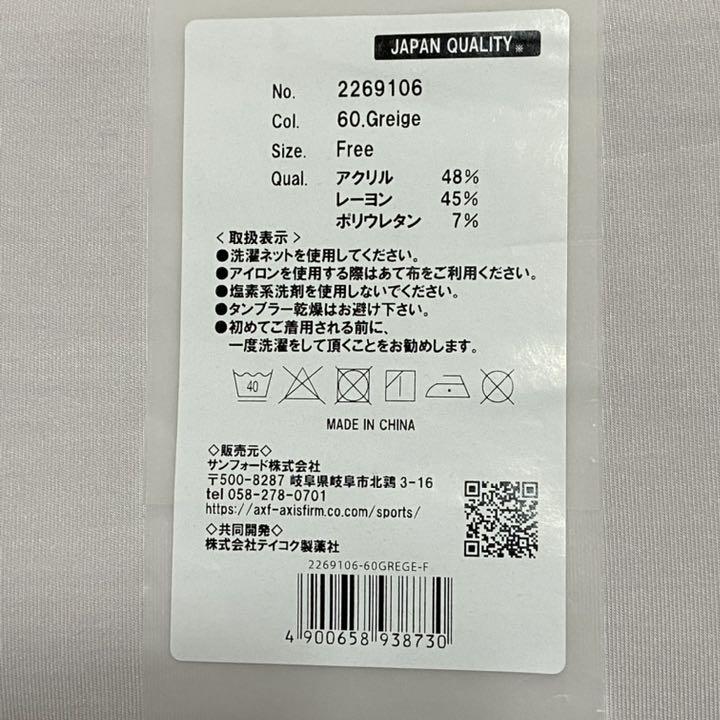 JAPAN QUALITY※
No. 2269106
Col. 60.Greige
Size. Free
Qual. アクリル 48%
レーヨン 45%
ポリウレタン 7%
<取扱表示>
●洗濯ネットを使用してください。
●アイロンを使用する際はあて布をご利用ください。
●塩素系洗剤を使用しないでください。
●タンブラー乾燥はお避け下さい。
●初めてご着用される前に、
一度洗濯をして頂くことをお勧めします。
40
MADE IN CHINA
◇販売元◇
サンフォード株式会社
〒500-8287 岐阜県岐阜市北鶉 3-16
tel 058-278-0701
https://axf-axisfirm.co.com/sports/
◇共同開発◇
株式会社テイコク製薬社
2269106-60GREGE-F
4 900658 938730